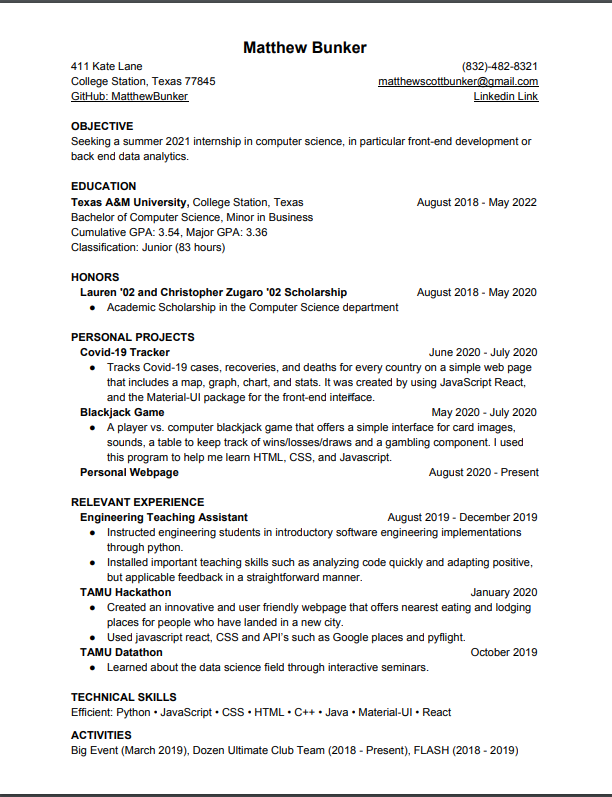 Matthew Bunker
411 Kate Lane (832)-482-8321
College Station, Texas 77845 matthewscottbunker@gmail.com
GitHub: MatthewBunker Linkedin Link
OBJECTIVE
Seeking a summer 2021 internship in computer science, in particular front-end development or
back end data analytics.
EDUCATION
Texas A&M University, College Station, Texas August 2018 - May 2022
Bachelor of Computer Science, Minor in Business
Cumulative GPA: 3.54, Major GPA: 3.36
Classification: Junior (83 hours)
HONORS
Lauren '02 and Christopher Zugaro '02 Scholarship August 2018 - May 2020
● Academic Scholarship in the Computer Science department
PERSONAL PROJECTS
Covid-19 Tracker June 2020 - July 2020
● Tracks Covid-19 cases, recoveries, and deaths for every country on a simple web page
that includes a map, graph, chart, and stats. It was created by using JavaScript React,
and the Material-UI package for the front-end interface.
Blackjack Game May 2020 - July 2020
● A player vs. computer blackjack game that offers a simple interface for card images,
sounds, a table to keep track of wins/losses/draws and a gambling component. I used
this program to help me learn HTML, CSS, and Javascript.
Personal Webpage August 2020 - Present
RELEVANT EXPERIENCE
Engineering Teaching Assistant August 2019 - December 2019
● Instructed engineering students in introductory software engineering implementations
through python.
● Installed important teaching skills such as analyzing code quickly and adapting positive,
but applicable feedback in a straightforward manner.
TAMU Hackathon January 2020
● Created an innovative and user friendly webpage that offers nearest eating and lodging
places for people who have landed in a new city.
● Used javascript react, CSS and API's such as Google places and pyflight.
TAMU Datathon October 2019
● Learned about the data science field through interactive seminars.
TECHNICAL SKILLS
Efficient: Python • JavaScript • CSS • HTML • C++ • Java • Material-UI • React
ACTIVITIES
Big Event (March 2019), Dozen Ultimate Club Team (2018 - Present), FLASH (2018 - 2019)